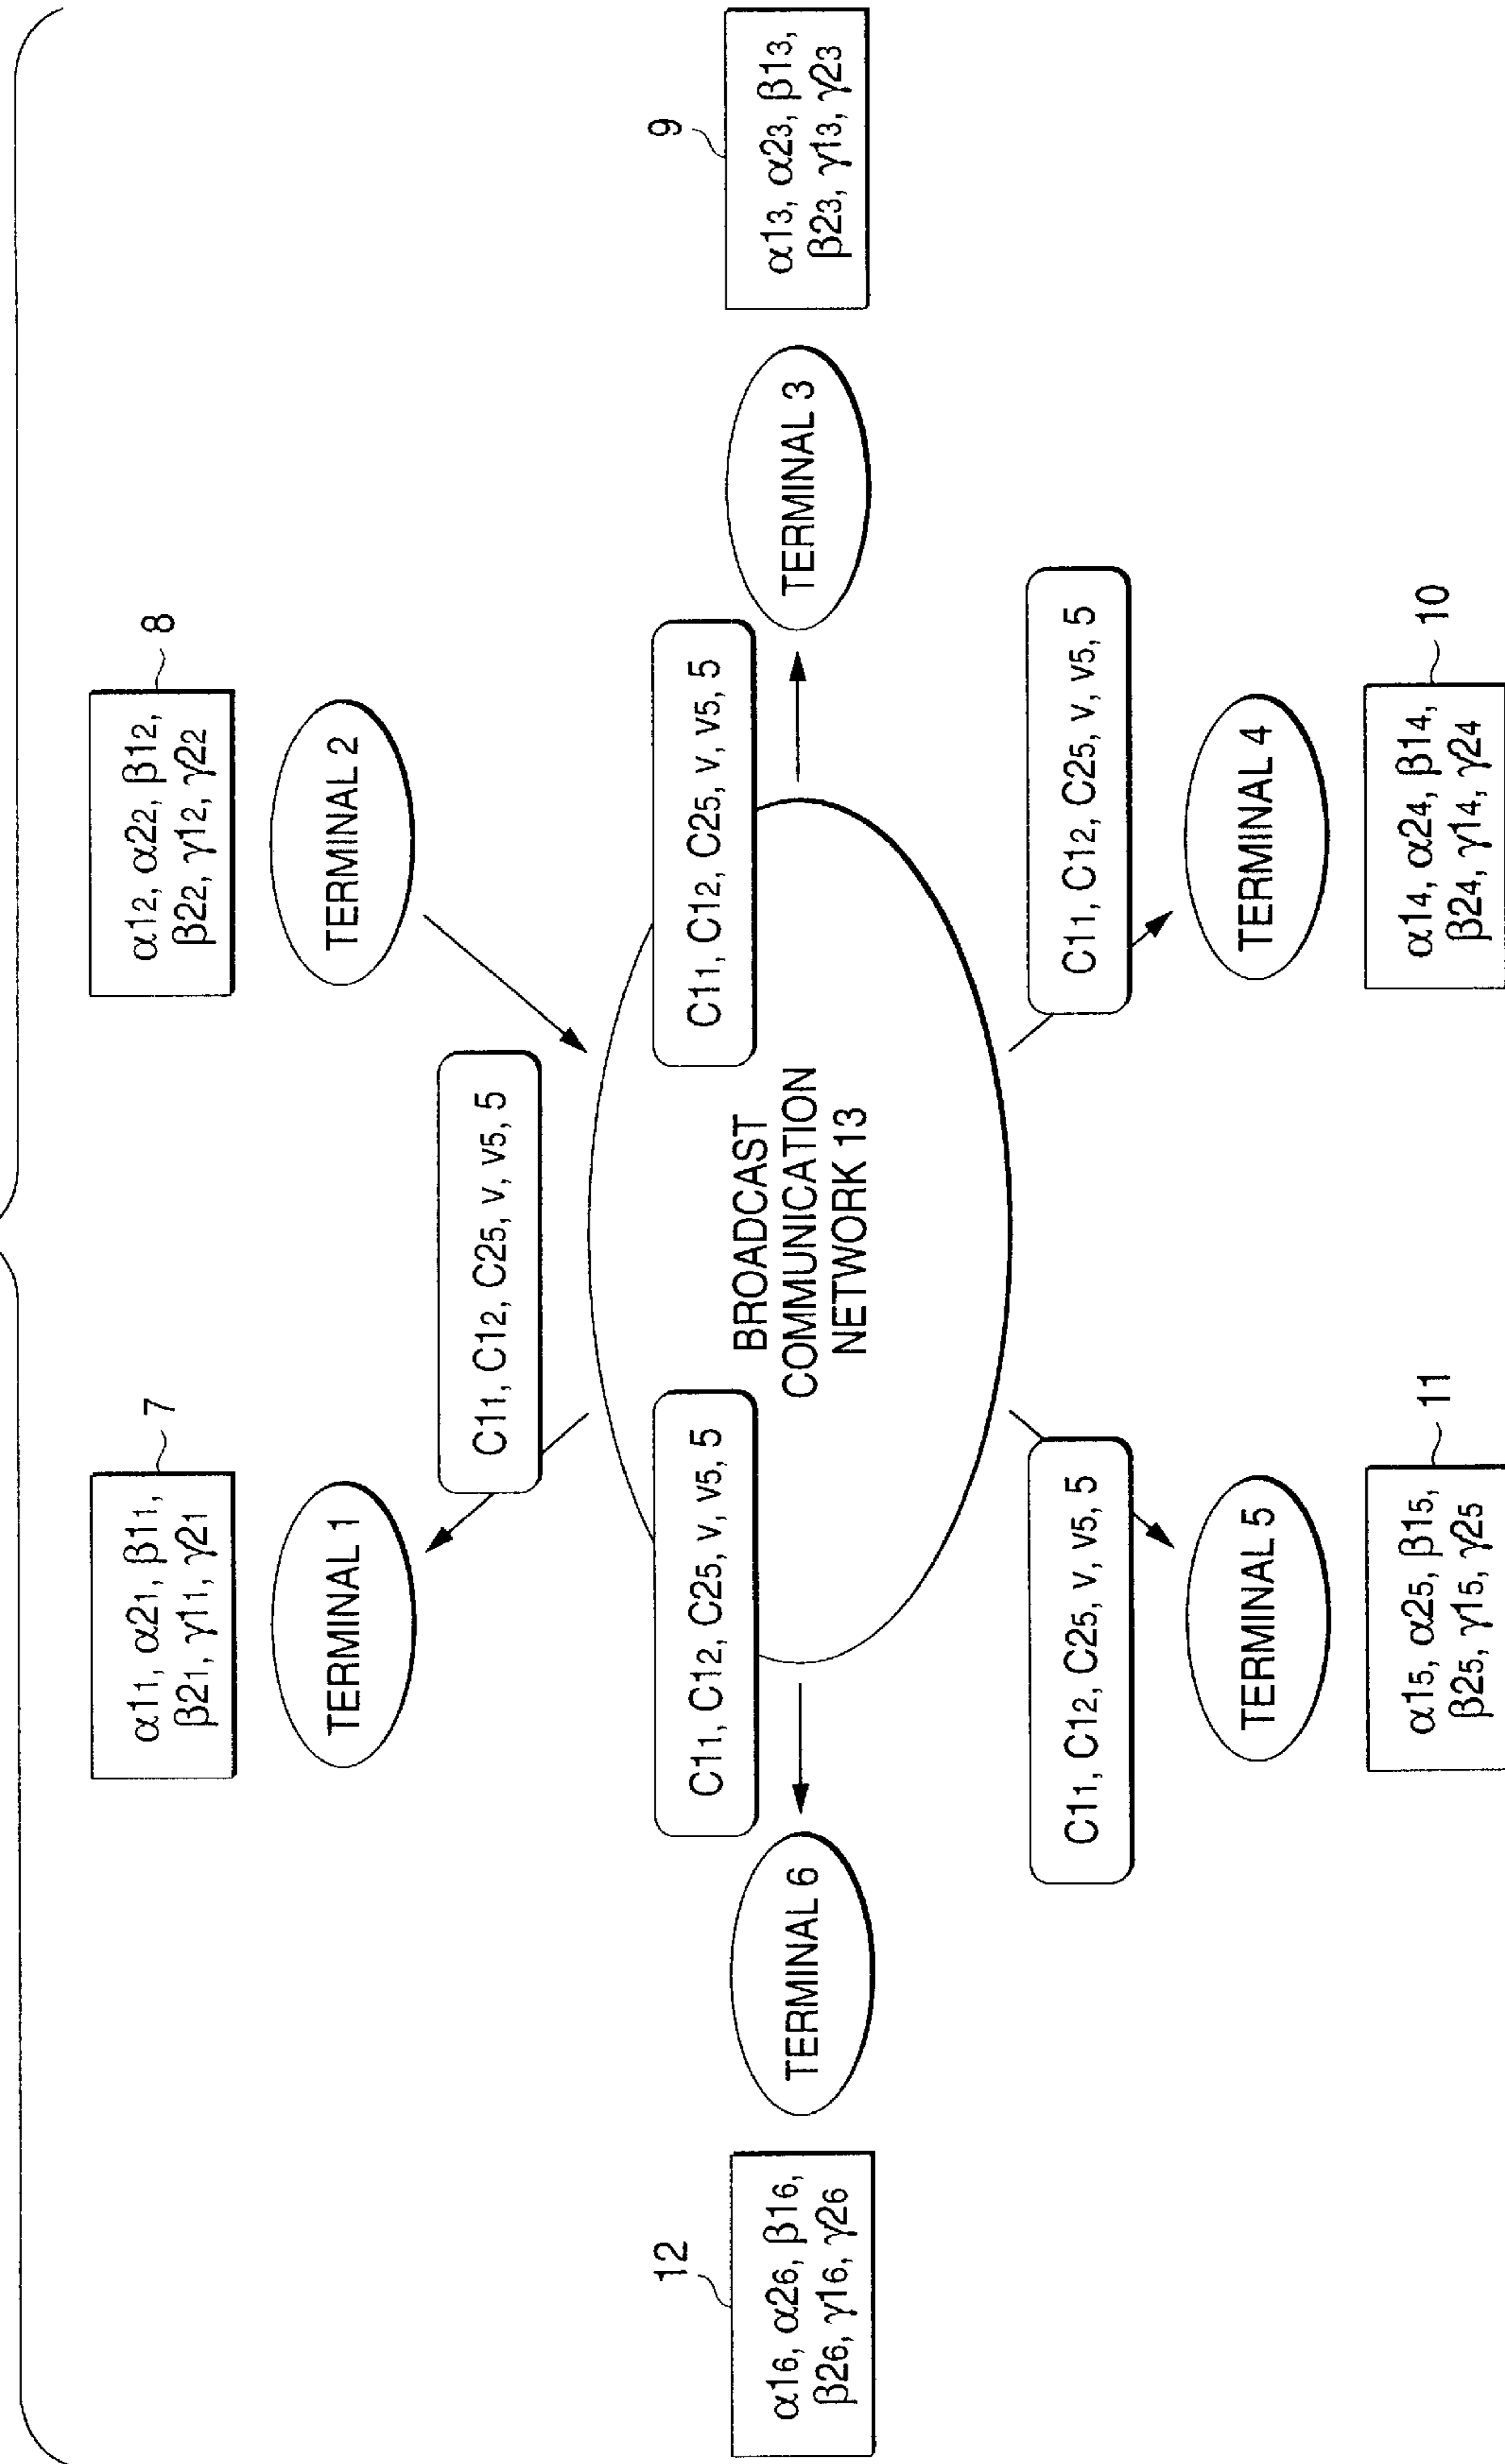 7
α11, α21, β11,
β21, γ11, γ21
TERMINAL 1
8
α12, α22, β12,
β22, γ12, γ22
TERMINAL 2
C11, C12, C25, v, v5, 5
12
α16, α26, β16,
β26, γ16, γ26
TERMINAL 6
C11, C12, C25, v, v5, 5
BROADCAST
COMMUNICATION
NETWORK 13
C11, C12, C25, v, v5, 5
TERMINAL 3
9
α13, α23, β13,
β23, γ13, γ23
C11, C12, C25, v, v5, 5
TERMINAL 5
11
α15, α25, β15,
β25, γ15, γ25
C11, C12, C25, v, v5, 5
TERMINAL 4
10
α14, α24, β14,
β24, γ14, γ24